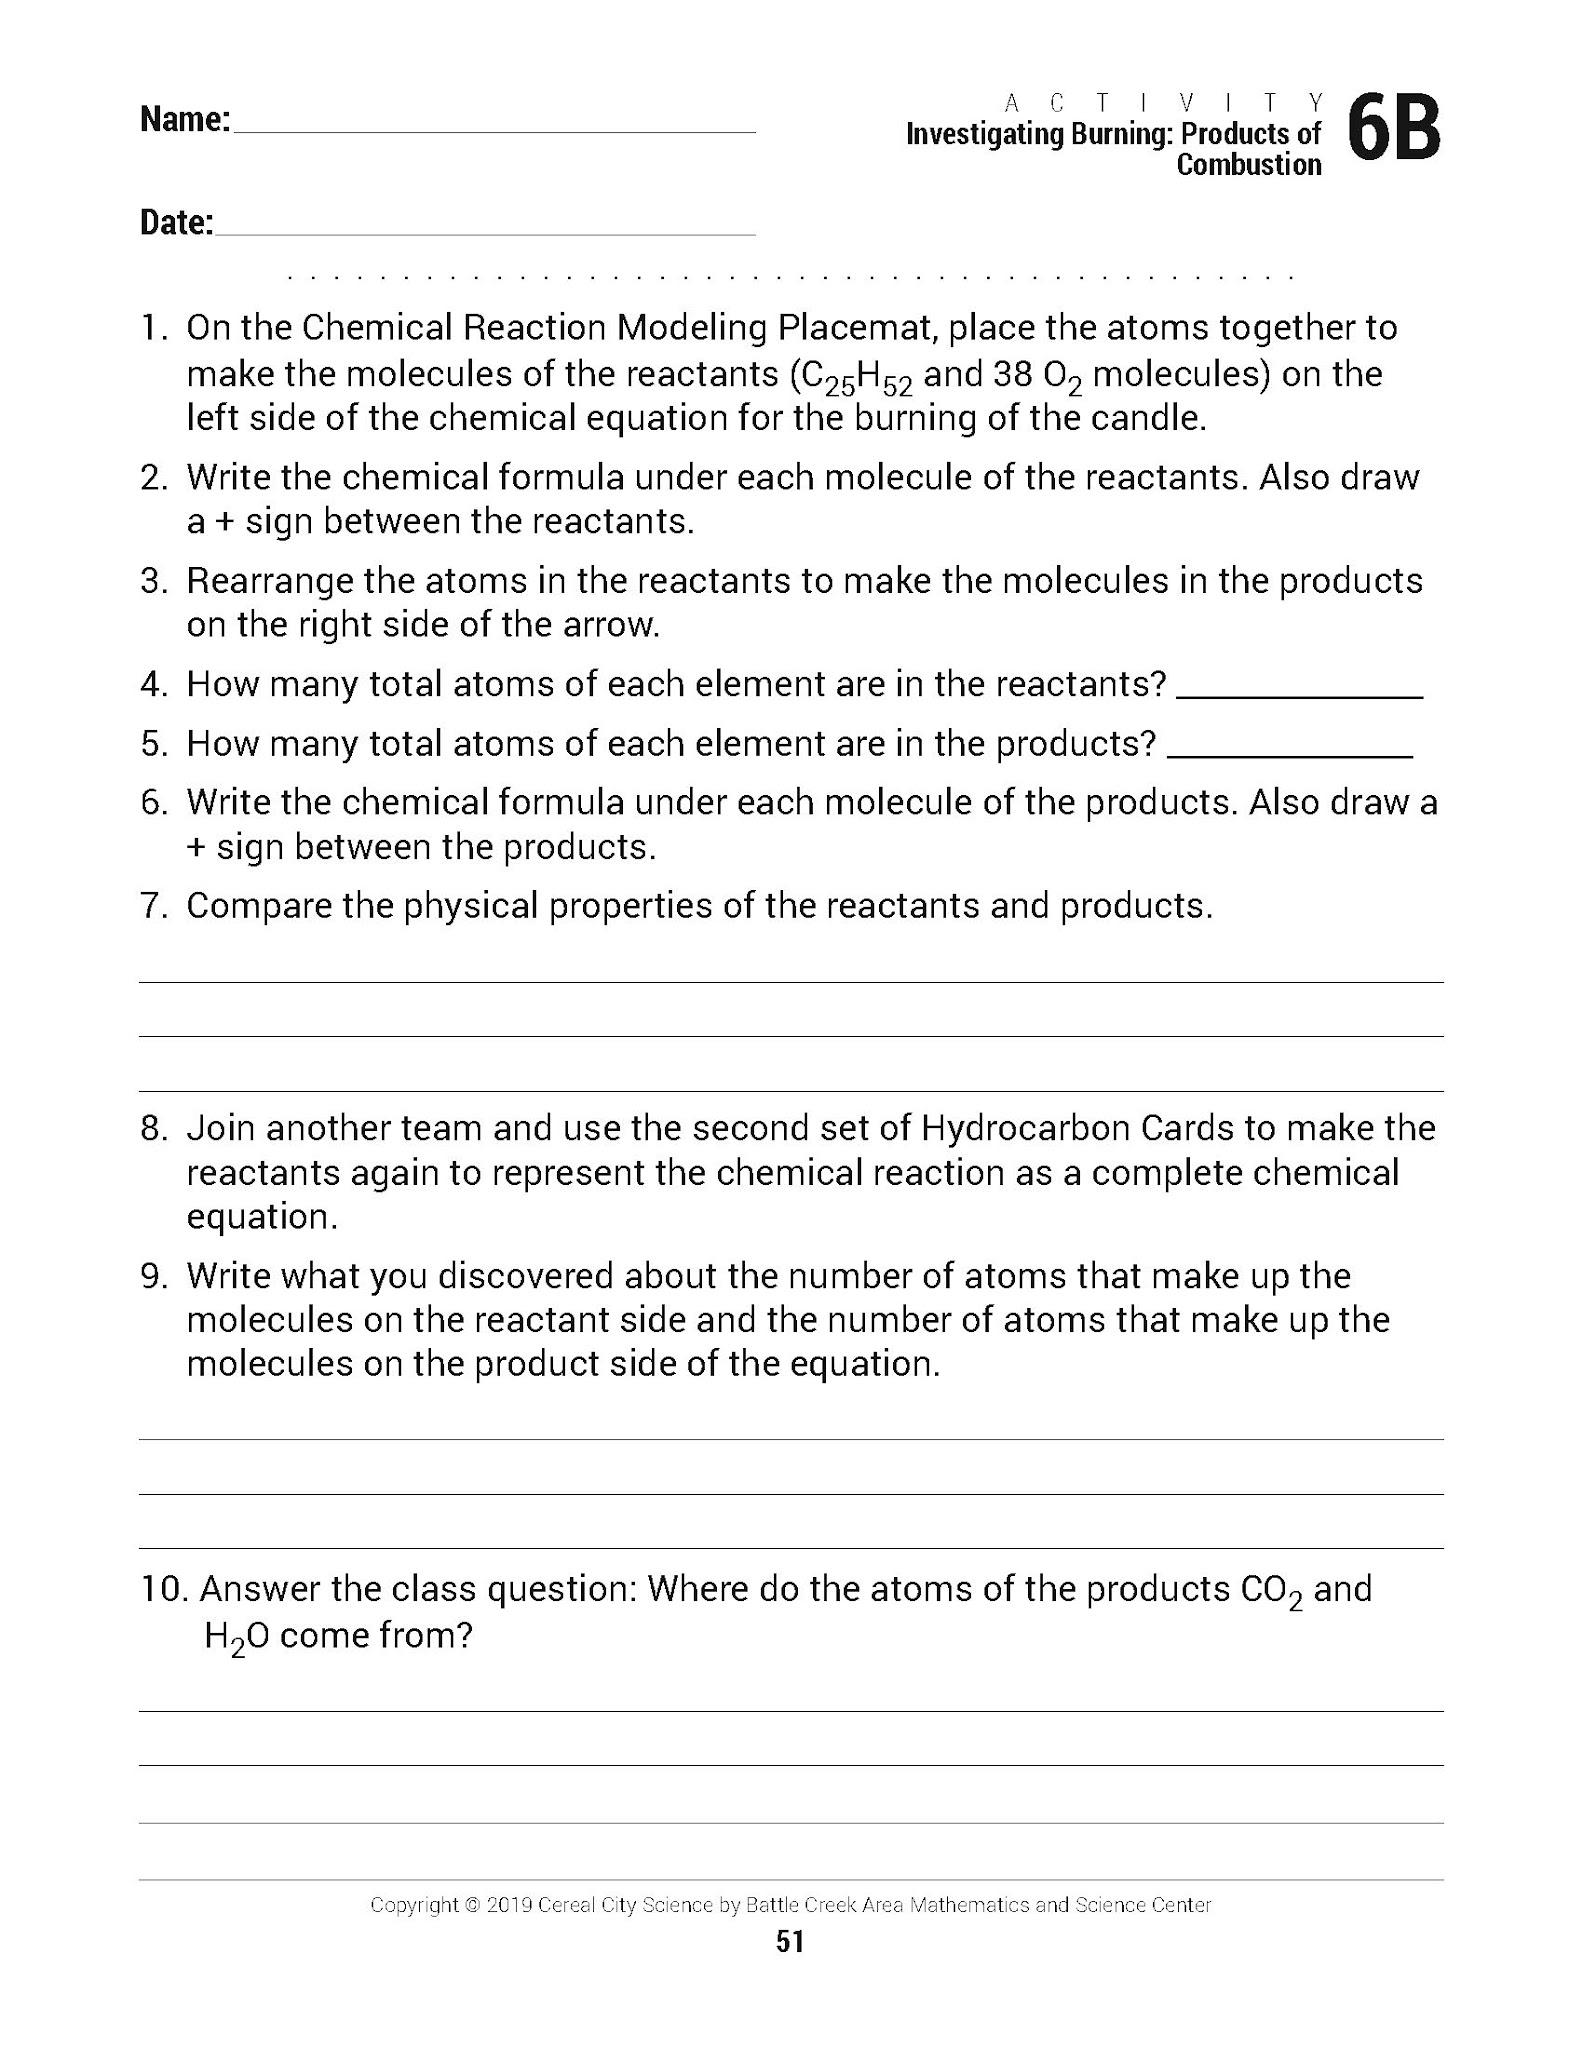 Name:
ACTIVITY
Investigating Burning: Products of
Combustion
6B
Date:
1. On the Chemical Reaction Modeling Placemat, place the atoms together to
make the molecules of the reactants (C₂₅H₅₂ and 38 O₂ molecules) on the
left side of the chemical equation for the burning of the candle.
2. Write the chemical formula under each molecule of the reactants. Also draw
a + sign between the reactants.
3. Rearrange the atoms in the reactants to make the molecules in the products
on the right side of the arrow.
4. How many total atoms of each element are in the reactants?
5. How many total atoms of each element are in the products?
6. Write the chemical formula under each molecule of the products. Also draw a
+ sign between the products.
7. Compare the physical properties of the reactants and products.
8. Join another team and use the second set of Hydrocarbon Cards to make the
reactants again to represent the chemical reaction as a complete chemical
equation.
9. Write what you discovered about the number of atoms that make up the
molecules on the reactant side and the number of atoms that make up the
molecules on the product side of the equation.
10. Answer the class question: Where do the atoms of the products CO₂ and
H₂O come from?
Copyright © 2019 Cereal City Science by Battle Creek Area Mathematics and Science Center
51